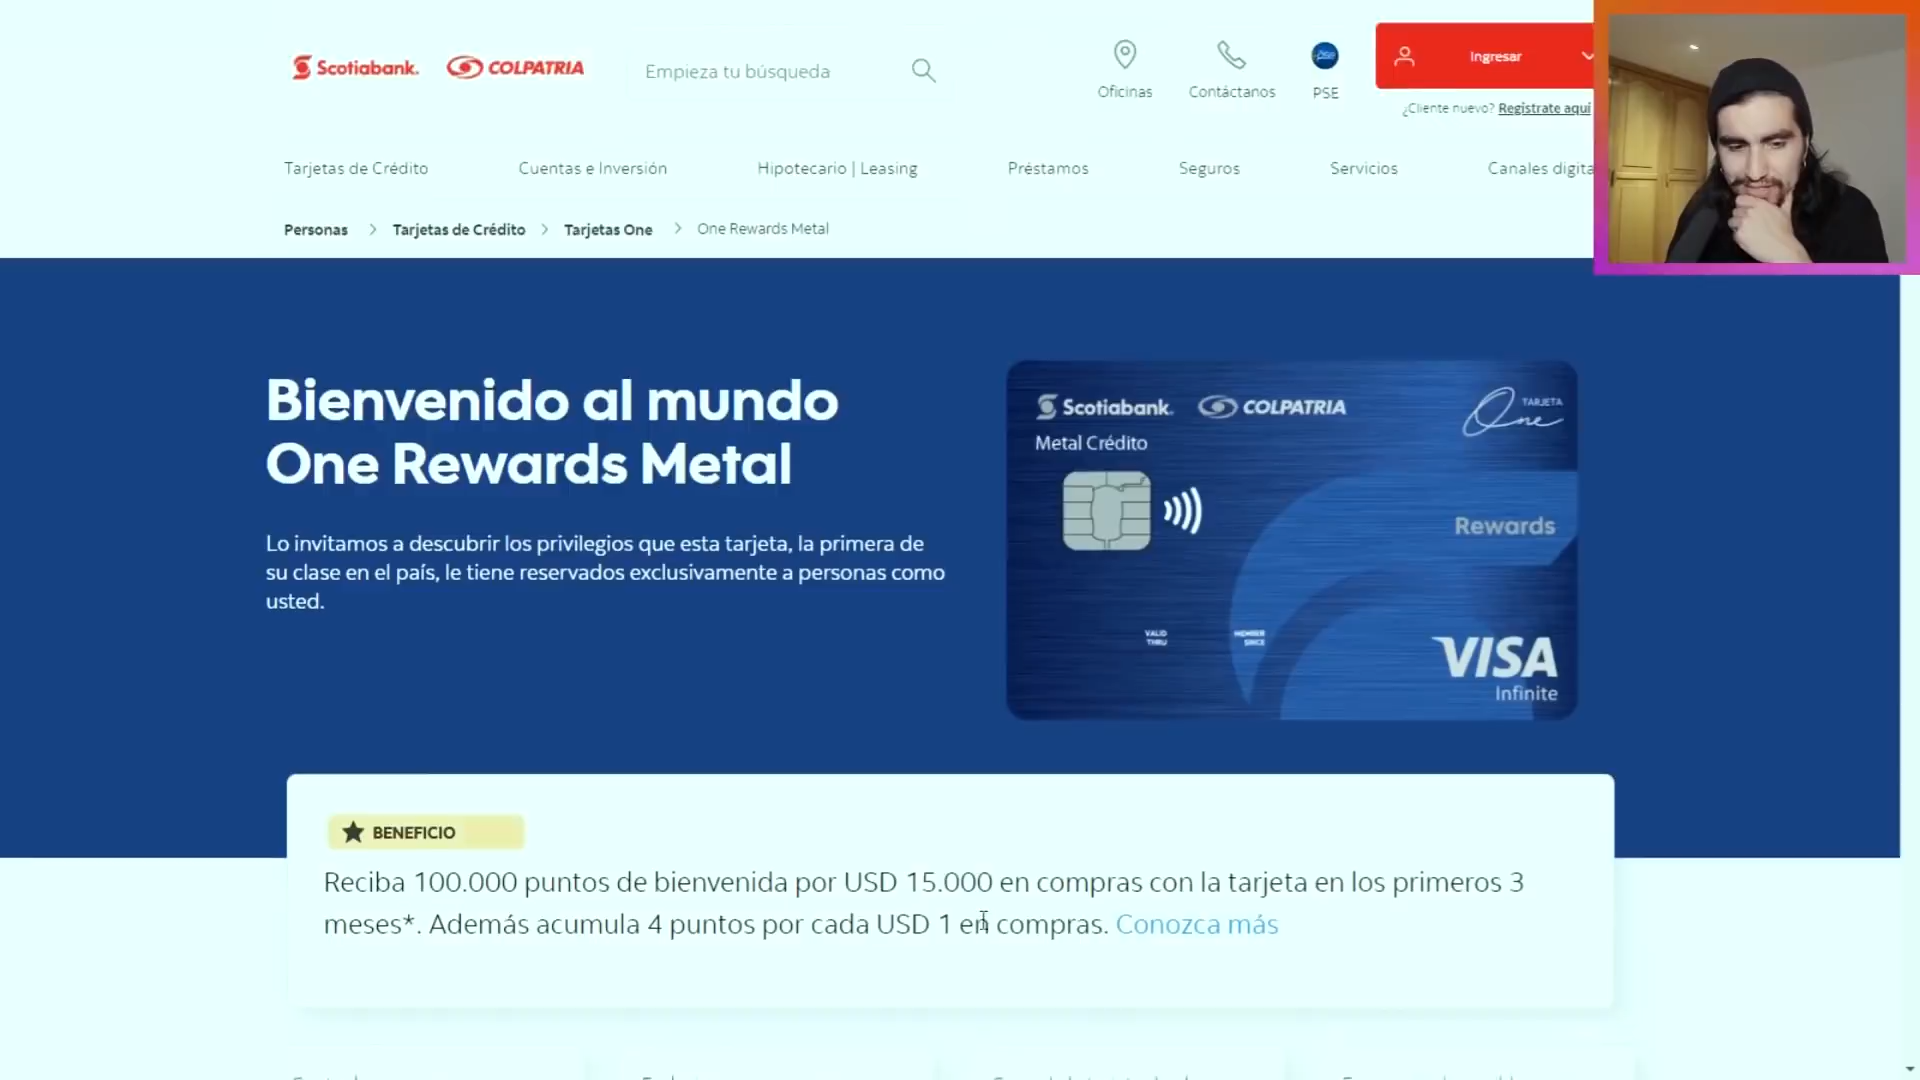 Scotiabank. COLPATRIA
Empieza tu búsqueda
Oficinas
Contáctanos
PSE
Ingresar
¿Cliente nuevo? Regístrate aquí
Tarjetas de Crédito
Cuentas e Inversión
Hipotecario | Leasing
Préstamos
Seguros
Servicios
Canales digita
Personas > Tarjetas de Crédito > Tarjetas One > One Rewards Metal
Bienvenido al mundo
One Rewards Metal
Lo invitamos a descubrir los privilegios que esta tarjeta, la primera de
su clase en el país, le tiene reservados exclusivamente a personas como
usted.
Scotiabank. COLPATRIA
TARJETA
One
Metal Crédito
Rewards
VALID
THRU
MEMBER
SINCE
VISA
Infinite
BENEFICIO
Reciba 100.000 puntos de bienvenida por USD 15.000 en compras con la tarjeta en los primeros 3
meses*. Además acumula 4 puntos por cada USD 1 en compras. Conozca más